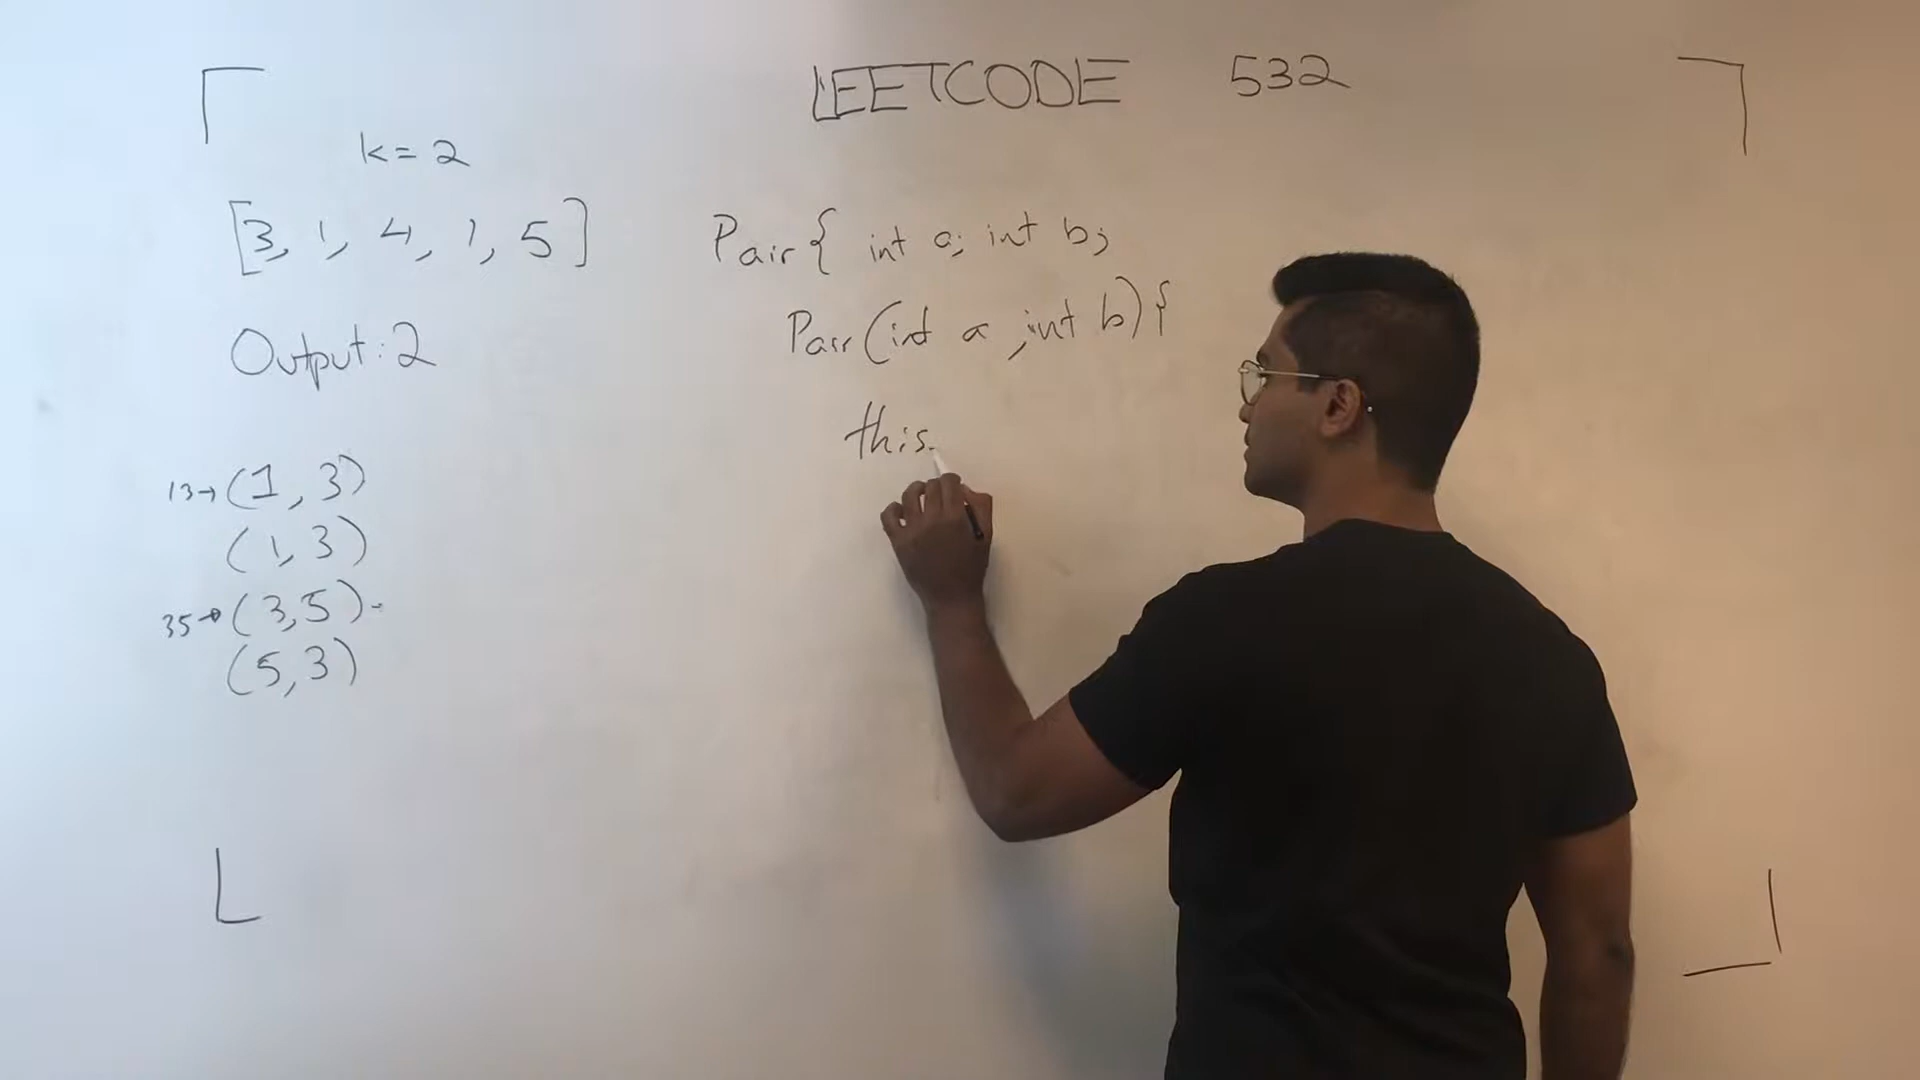 LEETCODE 532
k=2
[3, 1, 4, 1, 5]
Output: 2
13→(1, 3)
(1, 3)
35→(3,5)-
(5,3)
Pair{ int a; int b;
Pair(int a, int b){
this.